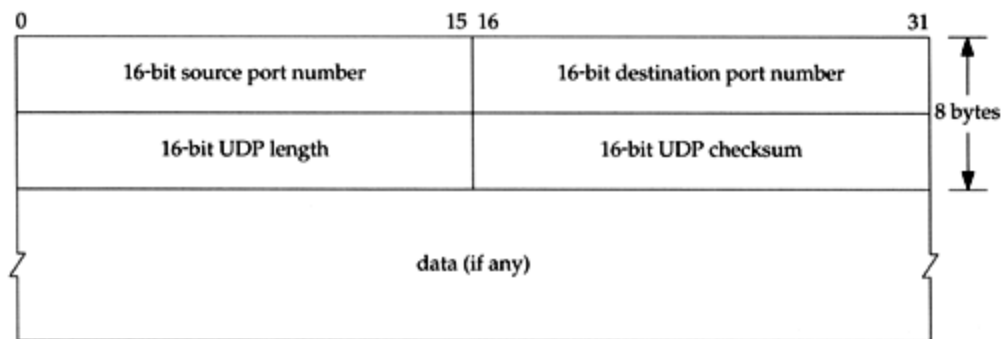 0 15 16 31
16-bit source port number 16-bit destination port number
8 bytes
16-bit UDP length 16-bit UDP checksum
data (if any)